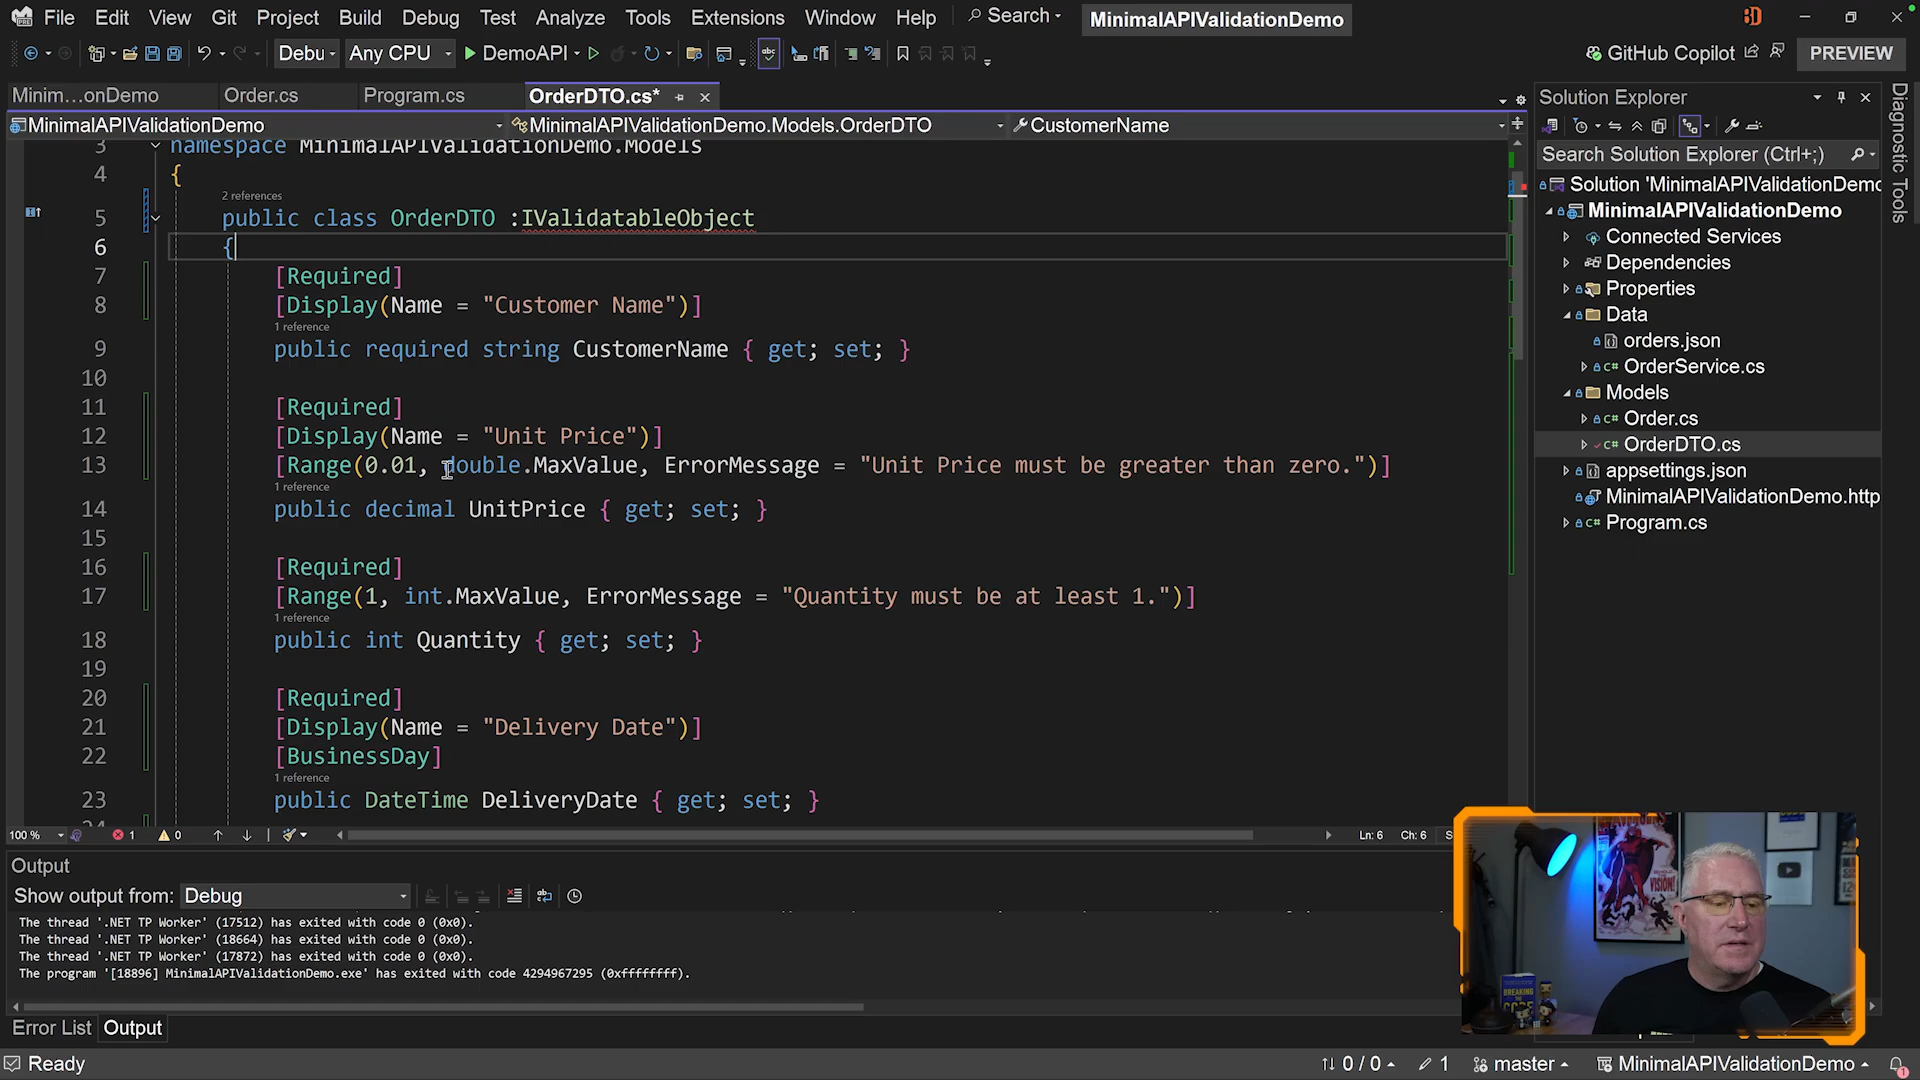 File Edit View Git Project Build Debug Test Analyze Tools Extensions Window Help Search MinimalAPIValidationDemo
Debu Any CPU DemoAPI GitHub Copilot PREVIEW
Minim...onDemo Order.cs Program.cs OrderDTO.cs*
MinimalAPIValidationDemo MinimalAPIValidationDemo.Models.OrderDTO CustomerName
3 namespace MinimalAPIValidationDemo.Models
4 {
2 references
5 public class OrderDTO :IValidatableObject
6 {
7 [Required]
8 [Display(Name = "Customer Name")]
1 reference
9 public required string CustomerName { get; set; }
10
11 [Required]
12 [Display(Name = "Unit Price")]
13 [Range(0.01, double.MaxValue, ErrorMessage = "Unit Price must be greater than zero.")]
1 reference
14 public decimal UnitPrice { get; set; }
15
16 [Required]
17 [Range(1, int.MaxValue, ErrorMessage = "Quantity must be at least 1.")]
1 reference
18 public int Quantity { get; set; }
19
20 [Required]
21 [Display(Name = "Delivery Date")]
22 [BusinessDay]
1 reference
23 public DateTime DeliveryDate { get; set; }
100 % 1 0 Ln: 6 Ch: 6
Output
Show output from: Debug
The thread '.NET TP Worker' (17512) has exited with code 0 (0x0).
The thread '.NET TP Worker' (18664) has exited with code 0 (0x0).
The thread '.NET TP Worker' (17872) has exited with code 0 (0x0).
The program '[18896] MinimalAPIValidationDemo.exe' has exited with code 4294967295 (0xffffffff).
Error List Output
Ready 0 / 0 1 master MinimalAPIValidationDemo
Solution Explorer
Search Solution Explorer (Ctrl+;)
Solution 'MinimalAPIValidationDemo
MinimalAPIValidationDemo
Connected Services
Dependencies
Properties
Data
orders.json
OrderService.cs
Models
Order.cs
OrderDTO.cs
appsettings.json
MinimalAPIValidationDemo.http
Program.cs
Diagnostic Tools
VISION!
BREAKING
THE
CODE